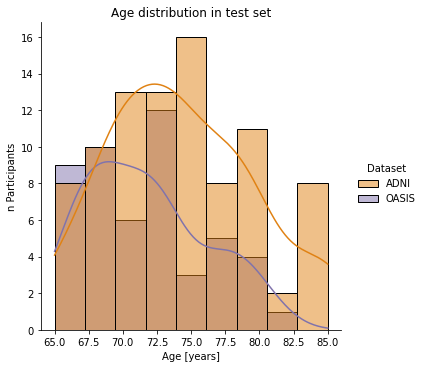 Age distribution in test set
16
14
12
10
8
6
4
2
0
n Participants
65.0 67.5 70.0 72.5 75.0 77.5 80.0 82.5 85.0
Age [years]
Dataset
ADNI
OASIS